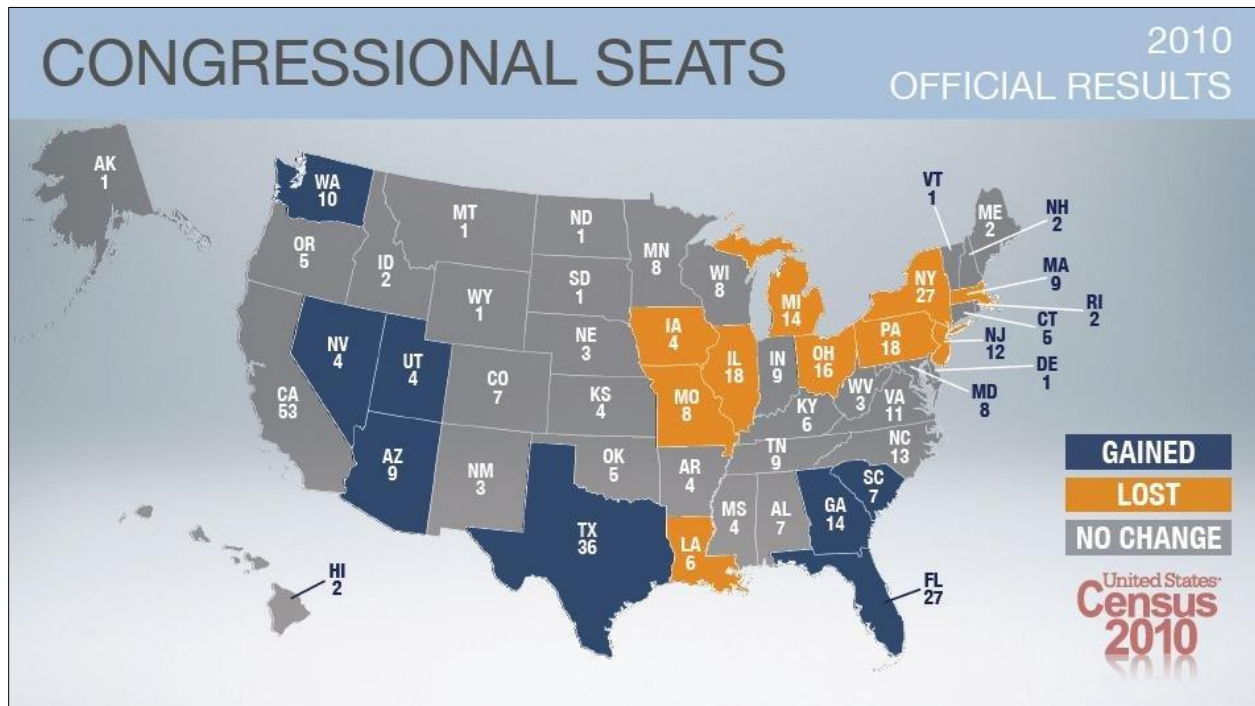 CONGRESSIONAL SEATS
2010
OFFICIAL RESULTS
AK
1
WA
10
MT
1
ND
1
MN
8
VT
1
ME
2
NH
2
OR
5
ID
2
WY
1
SD
1
WI
8
MI
14
NY
27
MA
9
RI
2
CT
5
NJ
12
DE
1
MD
8
NV
4
UT
4
CO
7
NE
3
IA
4
IL
18
IN
9
OH
16
PA
18
CA
53
KS
4
MO
8
KY
6
WV
3
VA
11
AZ
9
NM
3
OK
5
AR
4
TN
9
NC
13
SC
7
TX
36
LA
6
MS
4
AL
7
GA
14
FL
27
HI
2
GAINED
LOST
NO CHANGE
United States
Census
2010